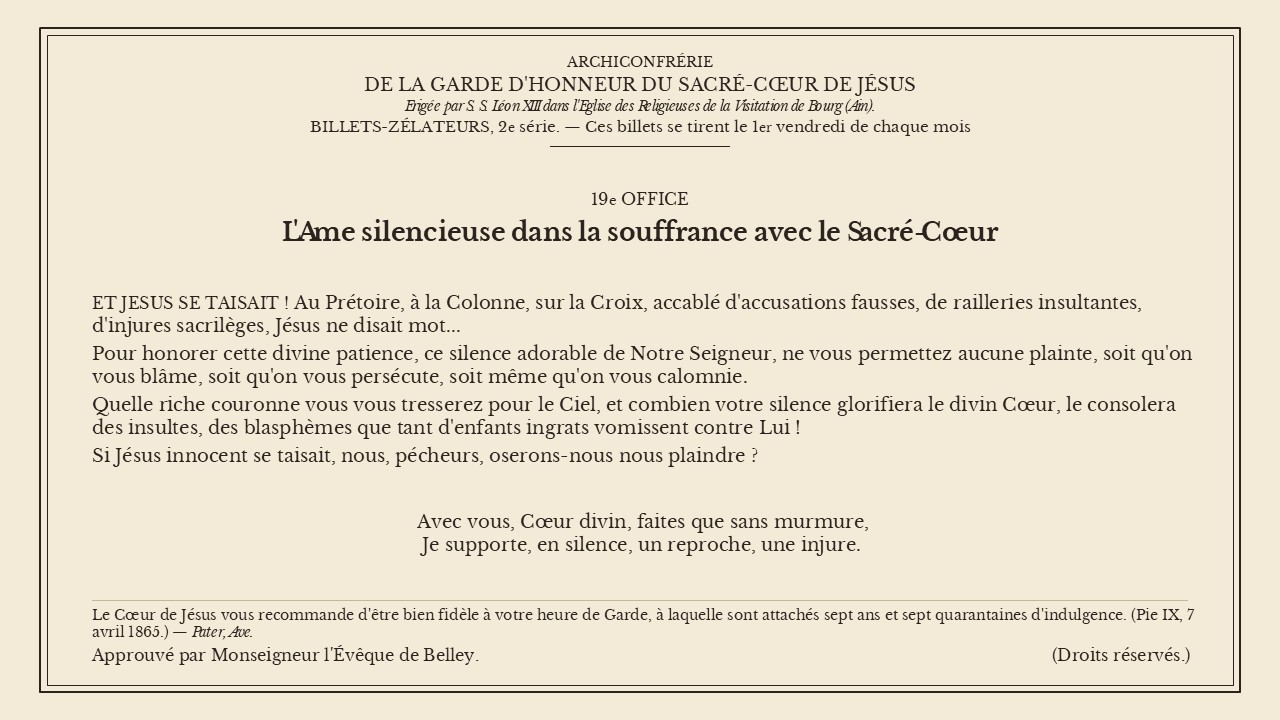 ARCHICONFRÉRIE
DE LA GARDE D'HONNEUR DU SACRÉ-CŒUR DE JÉSUS
Erigée par S. S. Léon XIII dans l'Eglise des Religieuses de la Visitation de Bourg (Ain).
BILLETS-ZÉLATEURS, 2e série. — Ces billets se tirent le 1er vendredi de chaque mois
19e OFFICE
L'Ame silencieuse dans la souffrance avec le Sacré-Cœur
ET JESUS SE TAISAIT ! Au Prétoire, à la Colonne, sur la Croix, accablé d'accusations fausses, de railleries insultantes,
d'injures sacrilèges, Jésus ne disait mot...
Pour honorer cette divine patience, ce silence adorable de Notre Seigneur, ne vous permettez aucune plainte, soit qu'on
vous blâme, soit qu'on vous persécute, soit même qu'on vous calomnie.
Quelle riche couronne vous vous tresserez pour le Ciel, et combien votre silence glorifiera le divin Cœur, le consolera
des insultes, des blasphèmes que tant d'enfants ingrats vomissent contre Lui !
Si Jésus innocent se taisait, nous, pécheurs, oserons-nous nous plaindre ?
Avec vous, Cœur divin, faites que sans murmure,
Je supporte, en silence, un reproche, une injure.
Le Cœur de Jésus vous recommande d'être bien fidèle à votre heure de Garde, à laquelle sont attachés sept ans et sept quarantaines d'indulgence. (Pie IX, 7
avril 1865.) — Pater, Ave.
Approuvé par Monseigneur l'Évêque de Belley. (Droits réservés.)